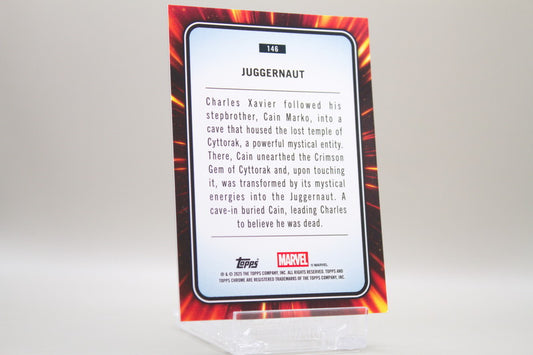 146
JUGGERNAUT
Charles Xavier followed his
stepbrother, Cain Marko, into a
cave that housed the lost temple of
Cyttorak, a powerful mystical entity.
There, Cain unearthed the Crimson
Gem of Cyttorak and, upon touching
it, was transformed by its mystical
energies into the Juggernaut. A
cave-in buried Cain, leading Charles
to believe he was dead.
Topps MARVEL
© MARVEL
® & © 2025 THE TOPPS COMPANY, INC. ALL RIGHTS RESERVED. TOPPS AND
TOPPS CHROME ARE REGISTERED TRADEMARKS OF THE TOPPS COMPANY, INC.